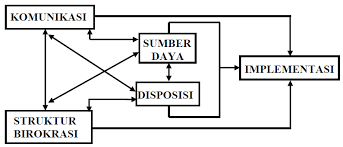 KOMUNIKASI
SUMBER
DAYA
IMPLEMENTASI
DISPOSISI
STRUKTUR
BIROKRASI